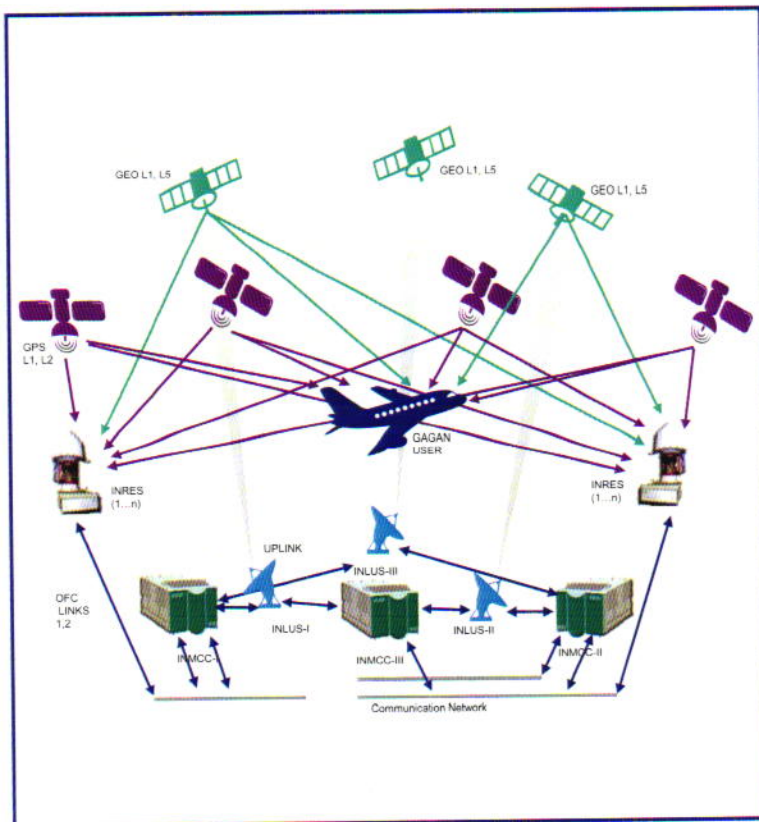 GEO L1, L5
GEO L1, L5
GEO L1, L5
GPS
L1, L2
GAGAN
USER
INRES
(1...n)
INRES
(1...n)
UPLINK
INLUS-III
OFC
LINKS
1,2
INLUS-I
INLUS-II
INMCC-I
INMCC-III
INMCC-II
Communication Network